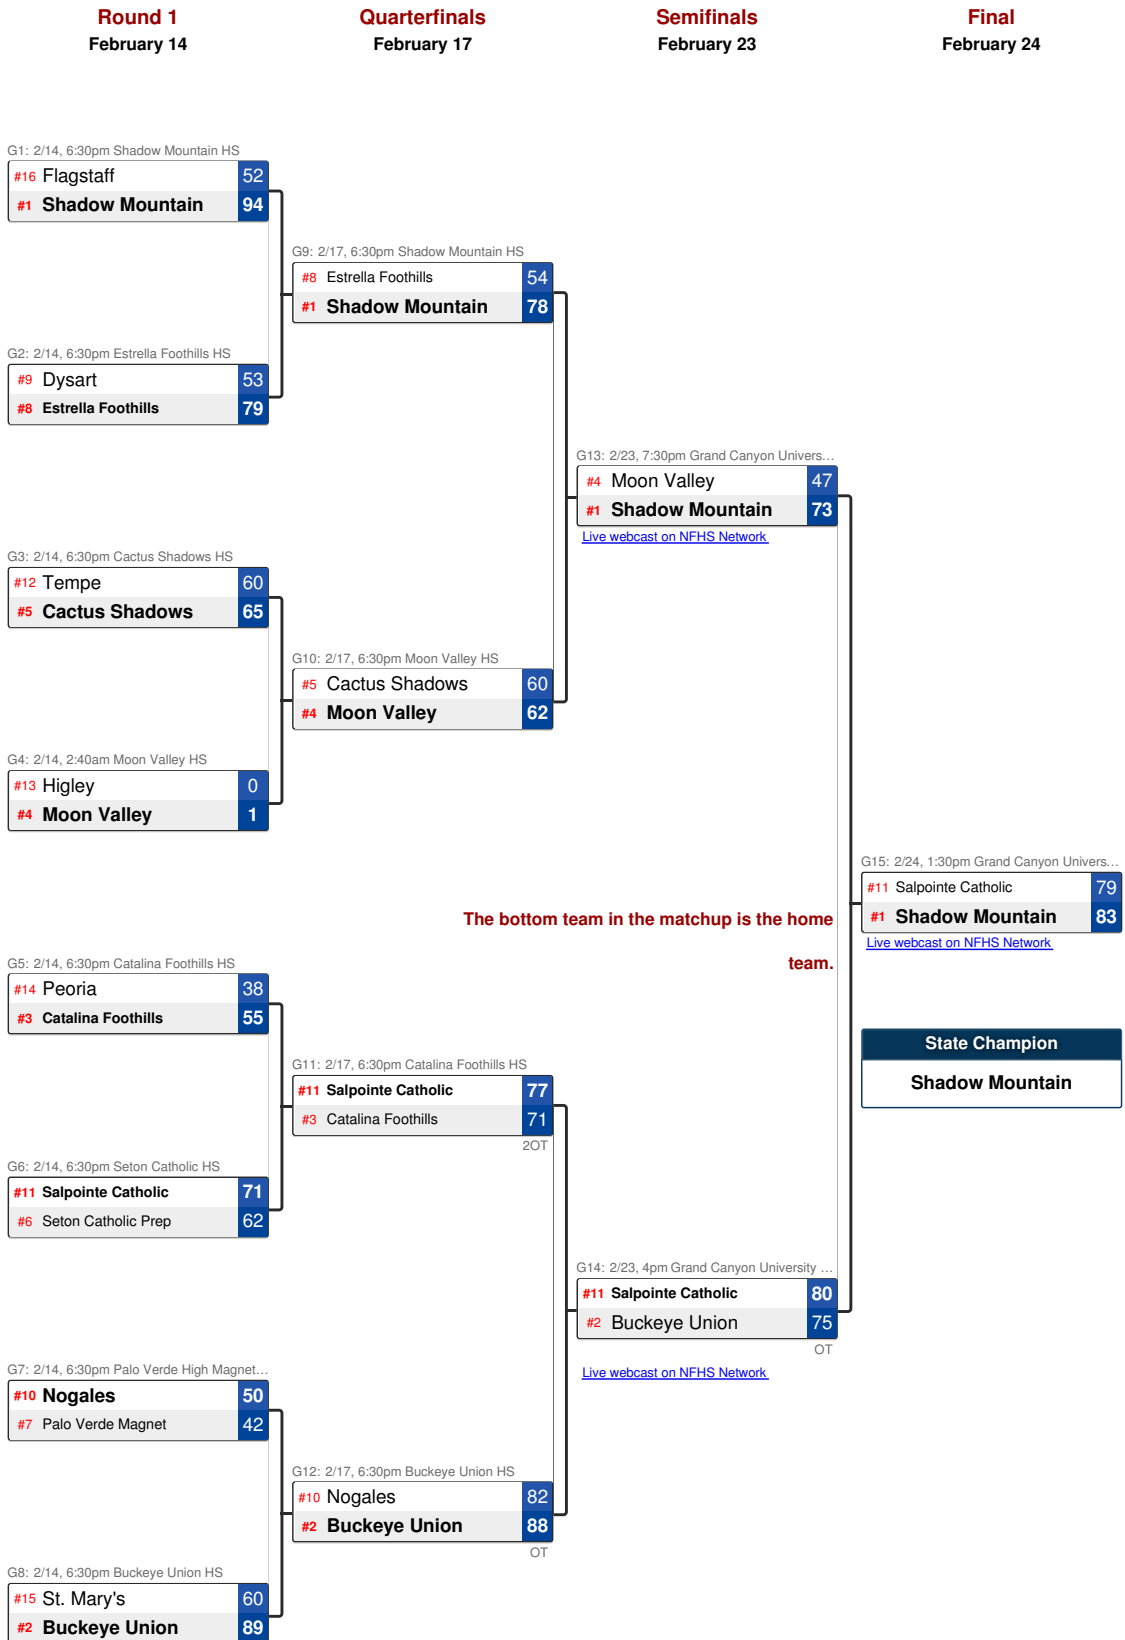 Round 1
February 14
Quarterfinals
February 17
Semifinals
February 23
Final
February 24
G1: 2/14, 6:30pm Shadow Mountain HS
#16 Flagstaff 52
#1 Shadow Mountain 94
G9: 2/17, 6:30pm Shadow Mountain HS
#8 Estrella Foothills 54
#1 Shadow Mountain 78
G2: 2/14, 6:30pm Estrella Foothills HS
#9 Dysart 53
#8 Estrella Foothills 79
G13: 2/23, 7:30pm Grand Canyon Univers...
#4 Moon Valley 47
#1 Shadow Mountain 73
Live webcast on NFHS Network
G3: 2/14, 6:30pm Cactus Shadows HS
#12 Tempe 60
#5 Cactus Shadows 65
G10: 2/17, 6:30pm Moon Valley HS
#5 Cactus Shadows 60
#4 Moon Valley 62
G4: 2/14, 2:40am Moon Valley HS
#13 Higley 0
#4 Moon Valley 1
G15: 2/24, 1:30pm Grand Canyon Univers...
#11 Salpointe Catholic 79
#1 Shadow Mountain 83
Live webcast on NFHS Network
The bottom team in the matchup is the home
team.
G5: 2/14, 6:30pm Catalina Foothills HS
#14 Peoria 38
#3 Catalina Foothills 55
State Champion
Shadow Mountain
G11: 2/17, 6:30pm Catalina Foothills HS
#11 Salpointe Catholic 77
#3 Catalina Foothills 71
2OT
G6: 2/14, 6:30pm Seton Catholic HS
#11 Salpointe Catholic 71
#6 Seton Catholic Prep 62
G14: 2/23, 4pm Grand Canyon University ...
#11 Salpointe Catholic 80
#2 Buckeye Union 75
OT
Live webcast on NFHS Network
G7: 2/14, 6:30pm Palo Verde High Magnet...
#10 Nogales 50
#7 Palo Verde Magnet 42
G12: 2/17, 6:30pm Buckeye Union HS
#10 Nogales 82
#2 Buckeye Union 88
OT
G8: 2/14, 6:30pm Buckeye Union HS
#15 St. Mary's 60
#2 Buckeye Union 89